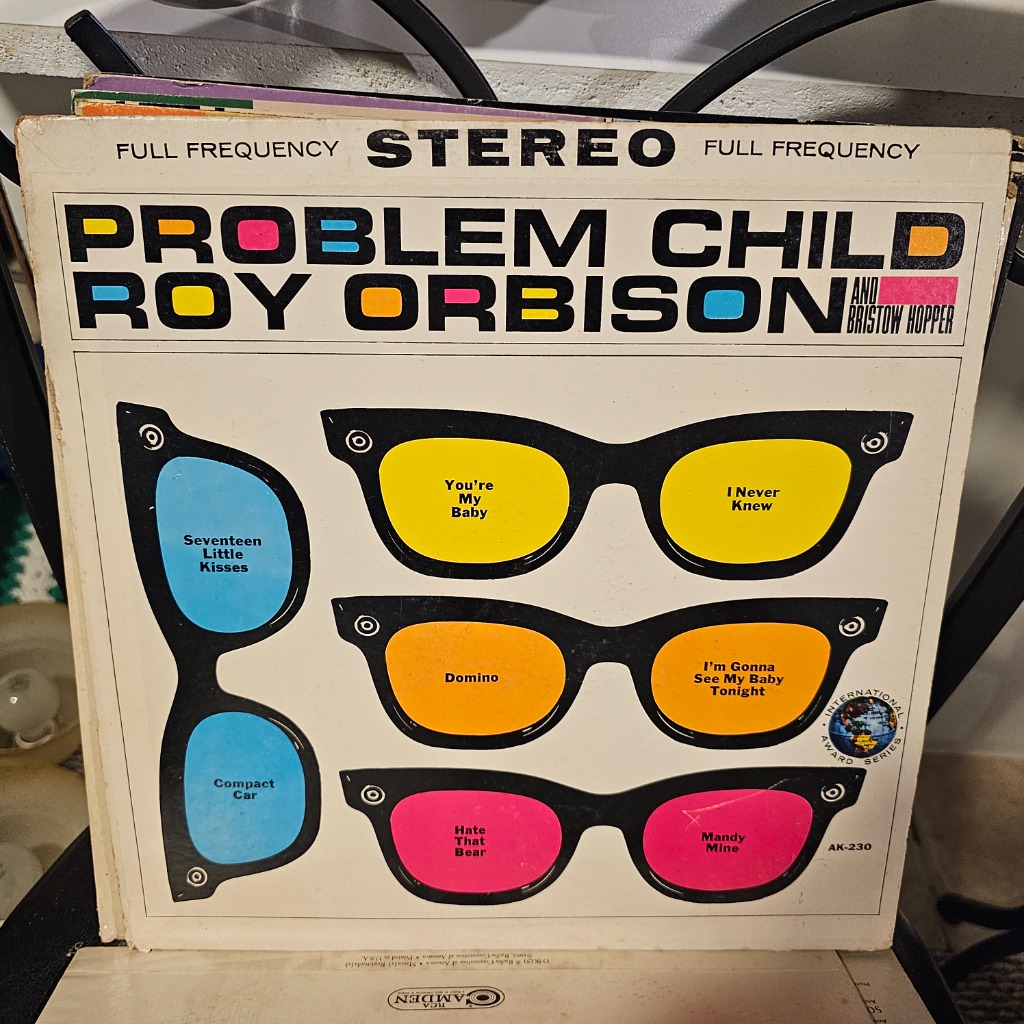 FULL FREQUENCY STEREO FULL FREQUENCY
PROBLEM CHILD
ROY ORBISON
AND
BRISTOW HOPPER
Seventeen
Little
Kisses
Compact
Car
You're
My
Baby
I Never
Knew
Domino
I'm Gonna
See My Baby
Tonight
INTERNATIONAL
AWARD SERIES
Hate
That
Bear
Mandy
Mine
AK-230
RCA
CAMDEN